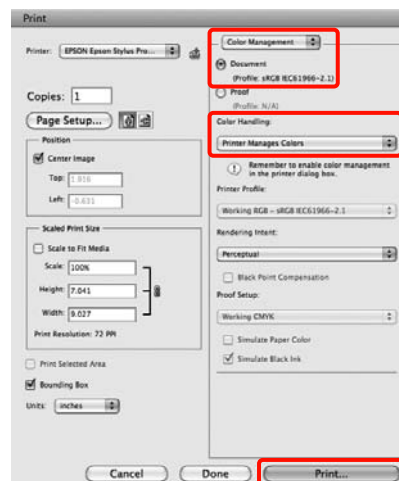 Print
Printer: EPSON Epson Stylus Pro...
Copies: 1
Page Setup...
Position
Center Image
Top: 1.916
Left: -0.631
Scaled Print Size
Scale to Fit Media
Scale: 100%
Height: 7.041
Width: 9.027
Print Resolution: 72 PPI
Print Selected Area
Bounding Box
Units: inches
Color Management
Document
(Profile: sRGB IEC61966-2.1)
Proof
(Profile: N/A)
Color Handling:
Printer Manages Colors
Remember to enable color management
in the printer dialog box.
Printer Profile:
Working RGB - sRGB IEC61966-2.1
Rendering Intent:
Perceptual
Black Point Compensation
Proof Setup:
Working CMYK
Simulate Paper Color
Simulate Black Ink
Cancel
Done
Print...